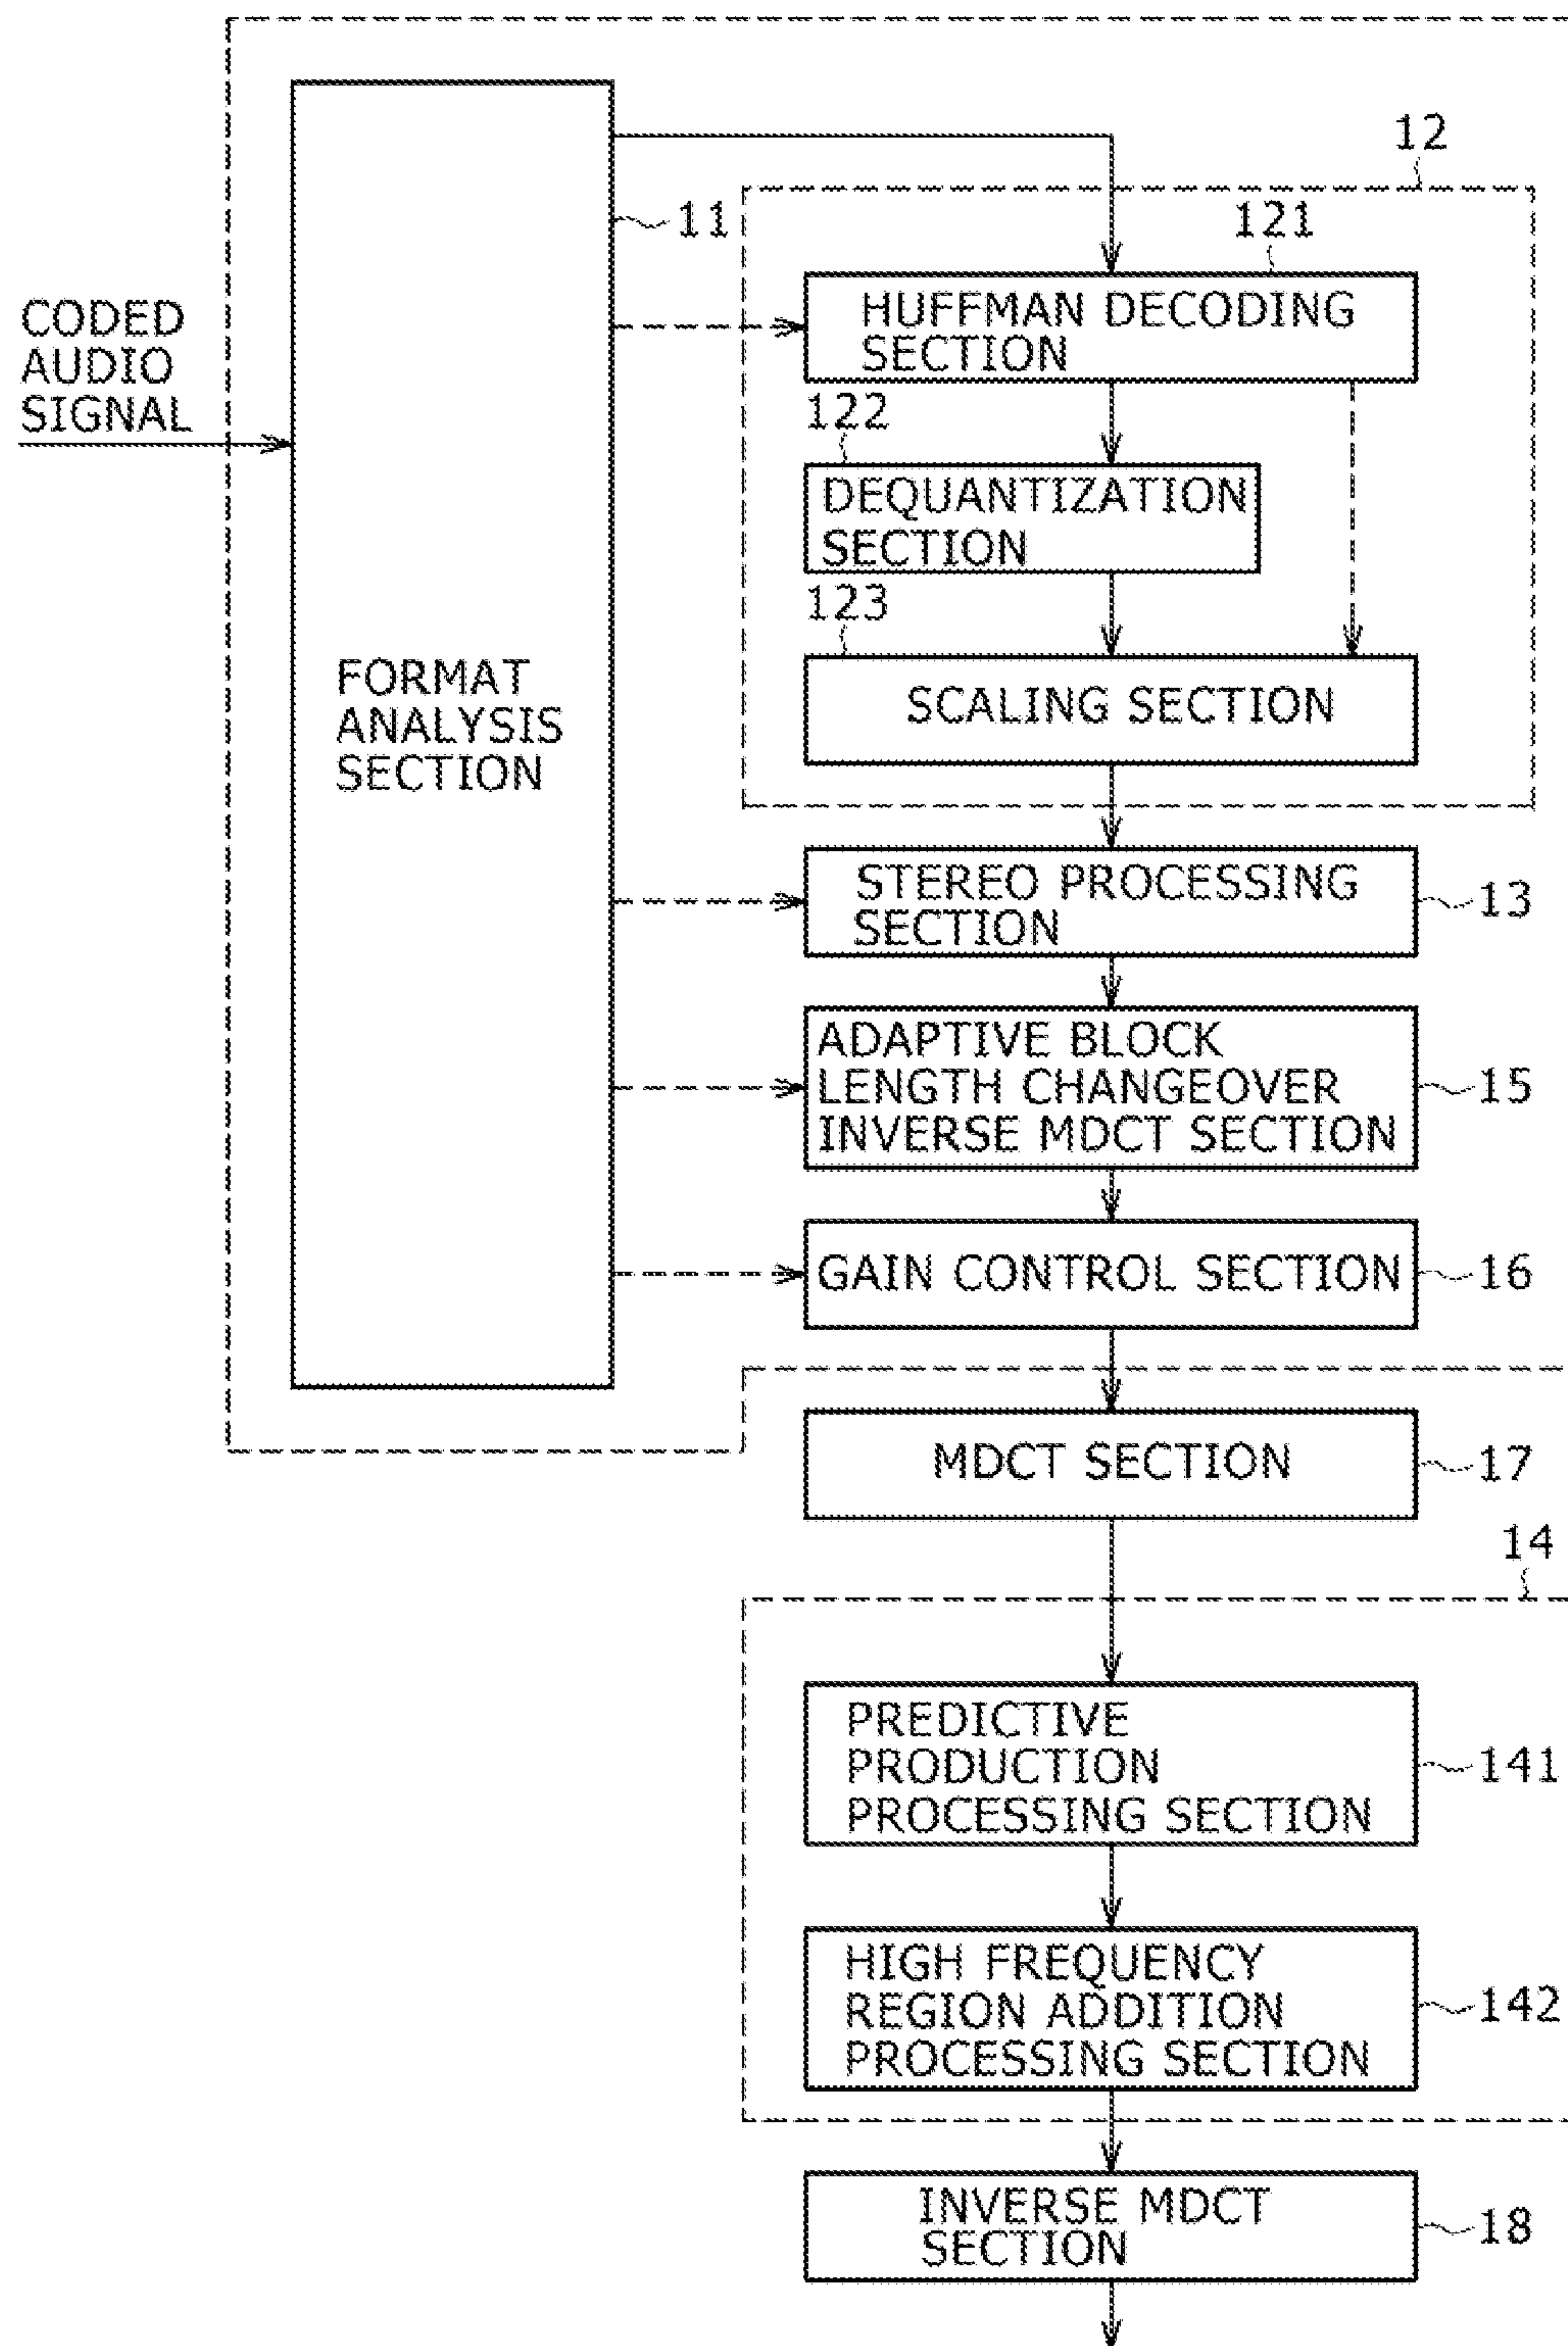 12
11
121
CODED
AUDIO
SIGNAL
HUFFMAN DECODING
SECTION
122
DEQUANTIZATION
SECTION
123
FORMAT
ANALYSIS
SECTION
SCALING SECTION
STEREO PROCESSING
SECTION
13
ADAPTIVE BLOCK
LENGTH CHANGEOVER
INVERSE MDCT SECTION
15
GAIN CONTROL SECTION
16
MDCT SECTION
17
14
PREDICTIVE
PRODUCTION
PROCESSING SECTION
141
HIGH FREQUENCY
REGION ADDITION
PROCESSING SECTION
142
INVERSE MDCT
SECTION
18